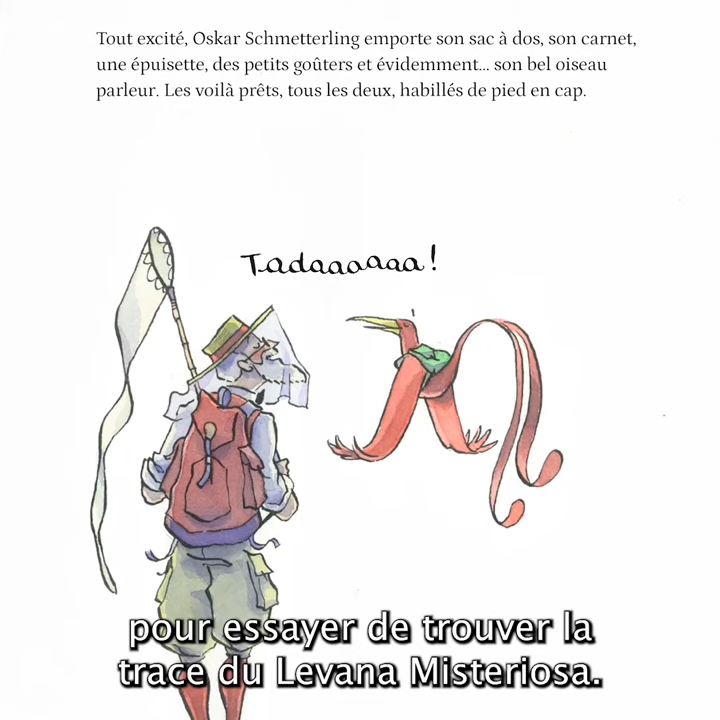 Tout excité, Oskar Schmetterling emporte son sac à dos, son carnet,
une épuisette, des petits goûters et évidemment... son bel oiseau
parleur. Les voilà prêts, tous les deux, habillés de pied en cap.
Tadaaaaaa!
pour essayer de trouver la
trace du Levana Misteriosa.